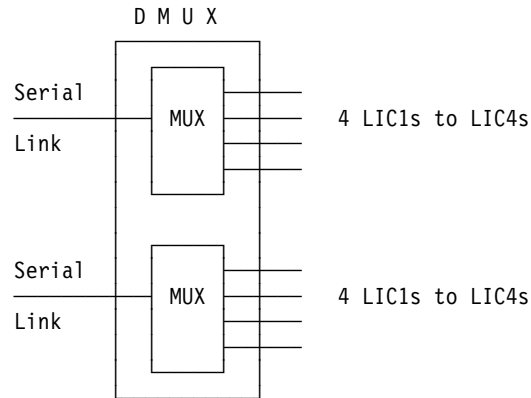 D M U X
Serial
MUX 4 LIC1s to LIC4s
Link
Serial
MUX 4 LIC1s to LIC4s
Link